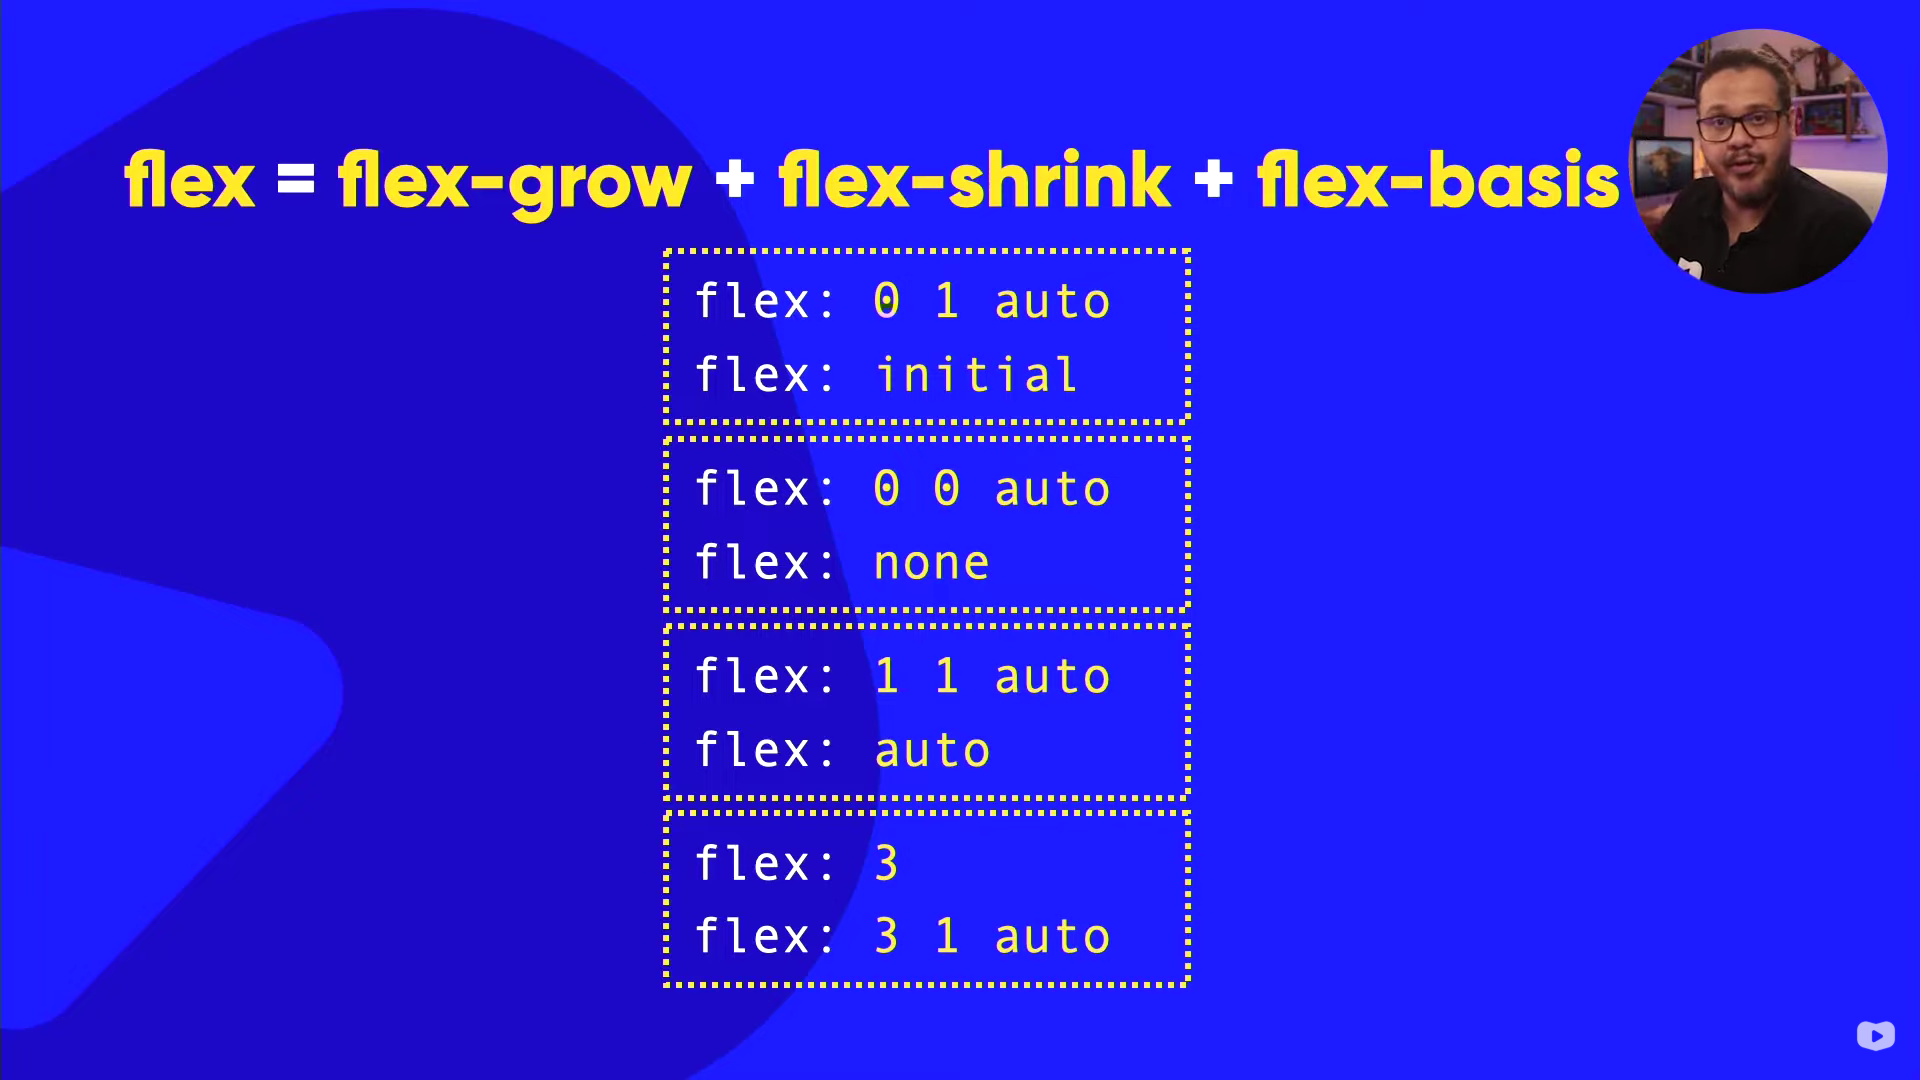 flex = flex-grow + flex-shrink + flex-basis
flex: 0 1 auto
flex: initial
flex: 0 0 auto
flex: none
flex: 1 1 auto
flex: auto
flex: 3
flex: 3 1 auto